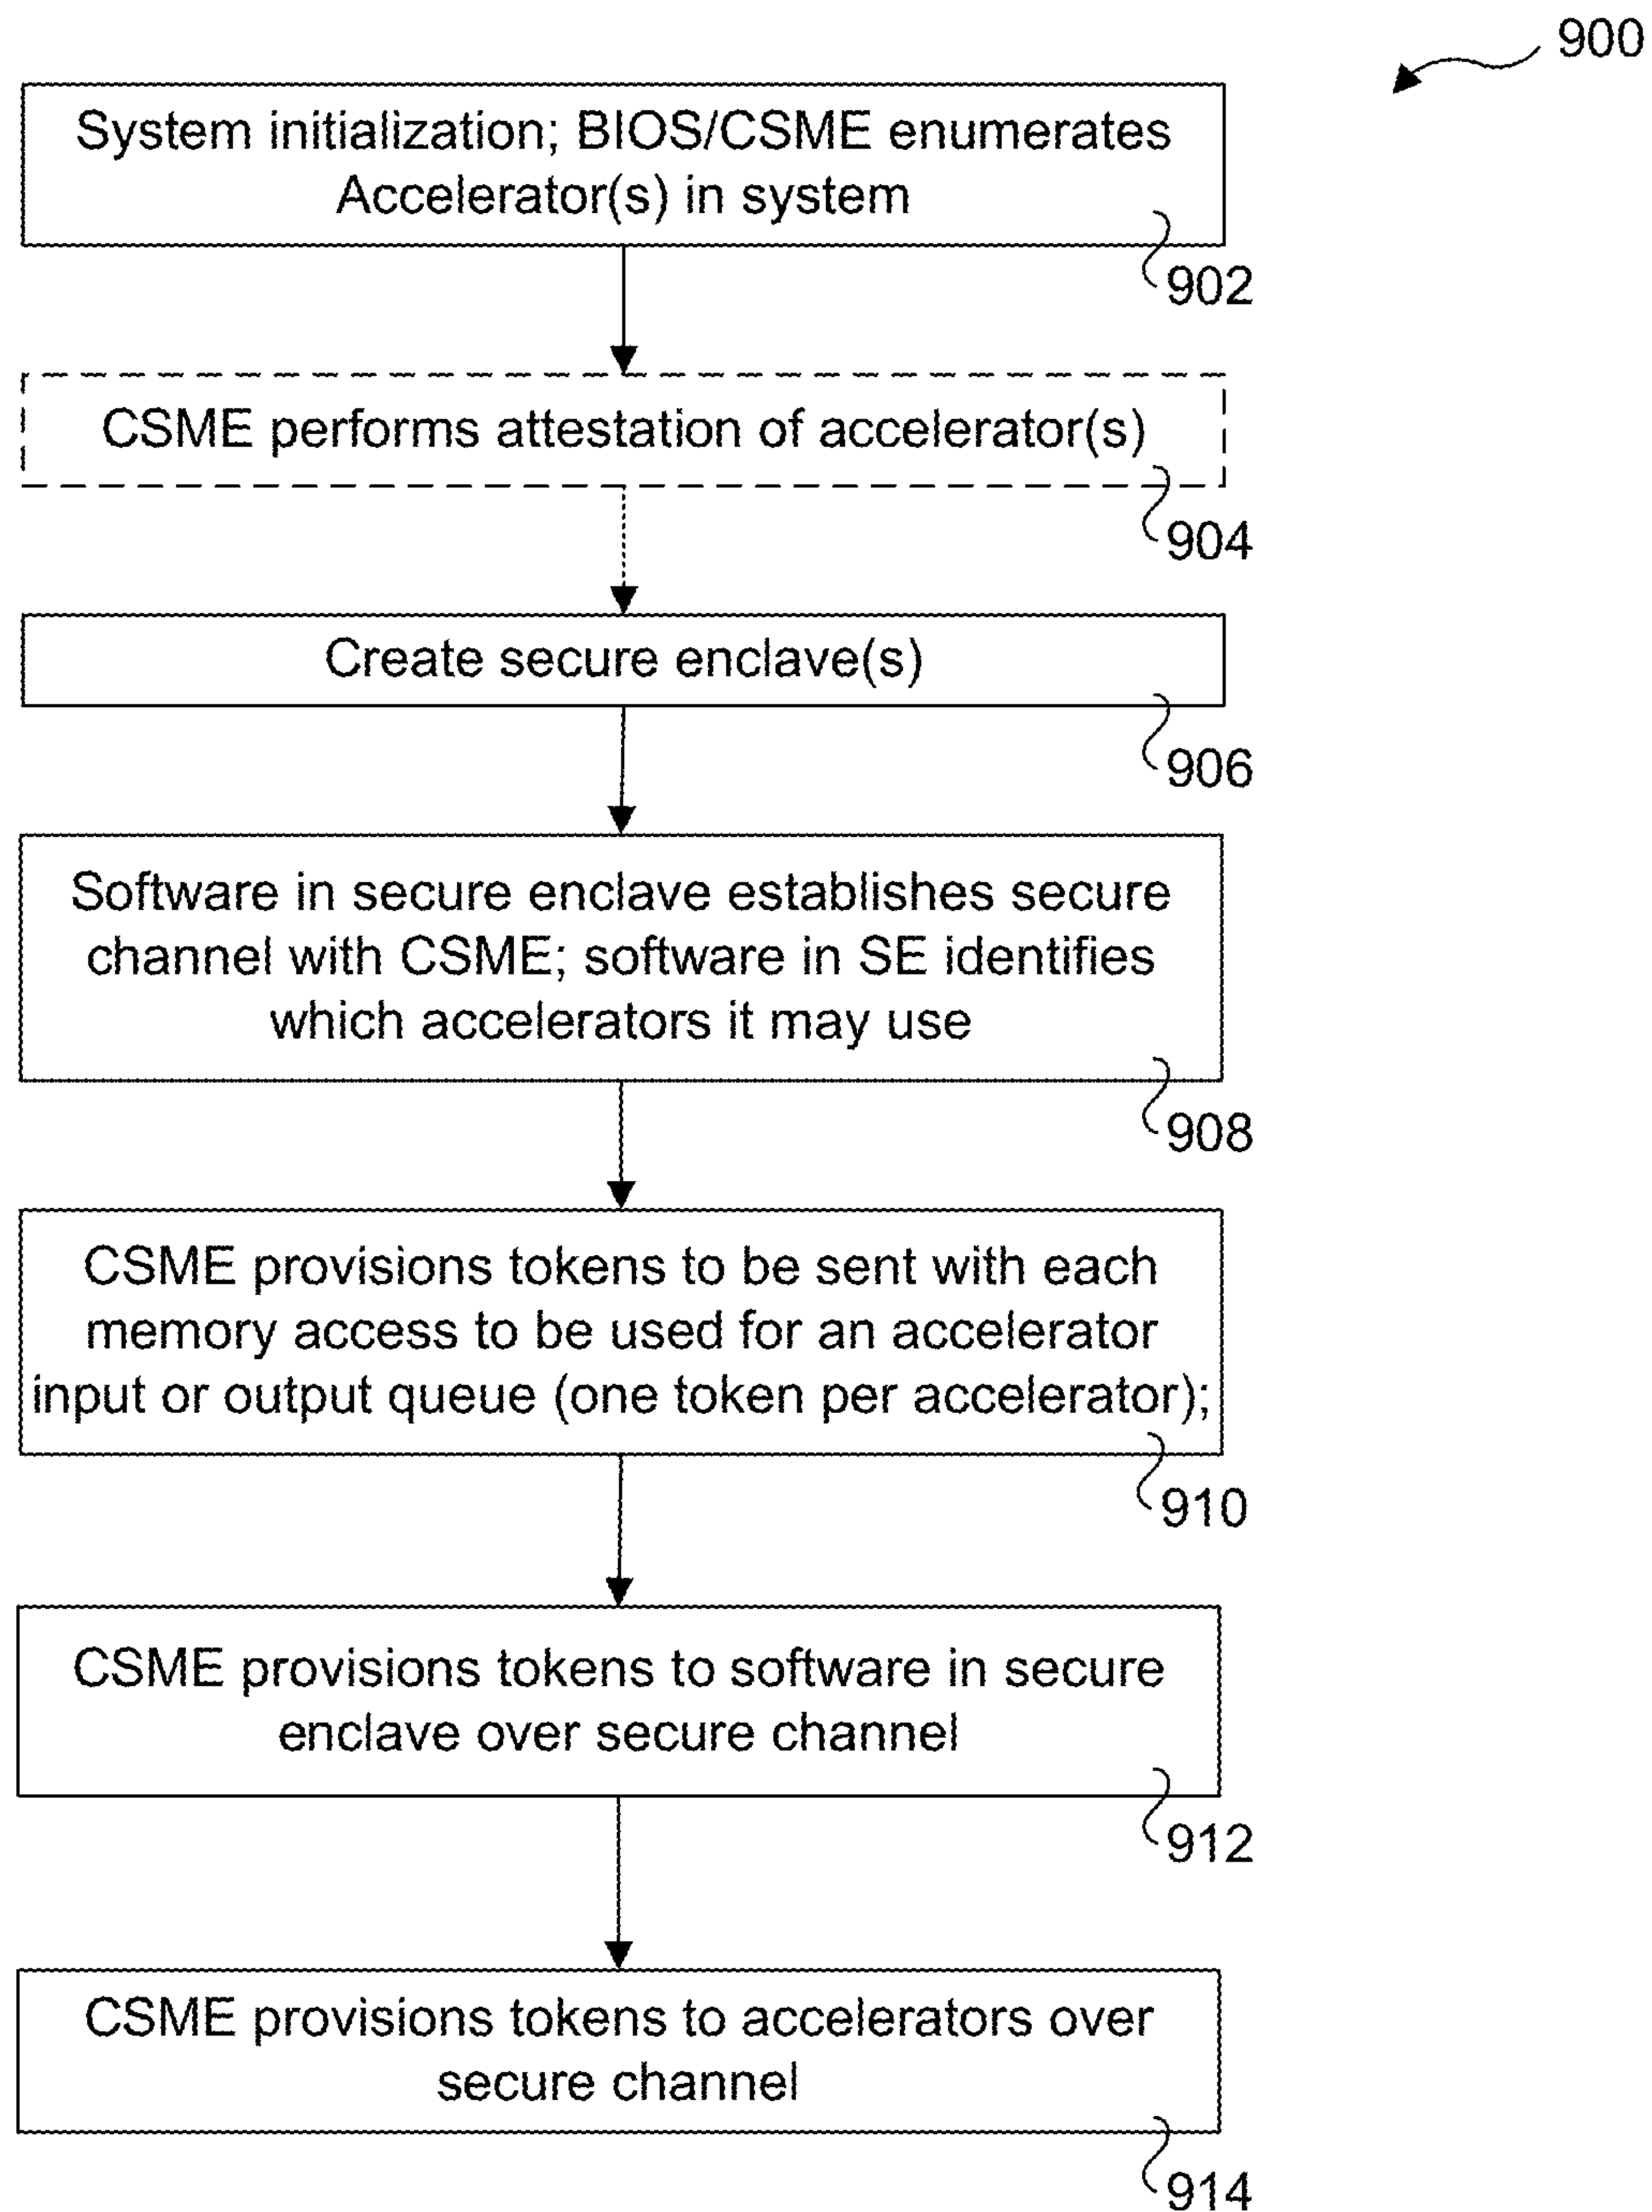 900
System initialization; BIOS/CSME enumerates
Accelerator(s) in system
902
CSME performs attestation of accelerator(s)
904
Create secure enclave(s)
906
Software in secure enclave establishes secure
channel with CSME; software in SE identifies
which accelerators it may use
908
CSME provisions tokens to be sent with each
memory access to be used for an accelerator
input or output queue (one token per accelerator);
910
CSME provisions tokens to software in secure
enclave over secure channel
912
CSME provisions tokens to accelerators over
secure channel
914